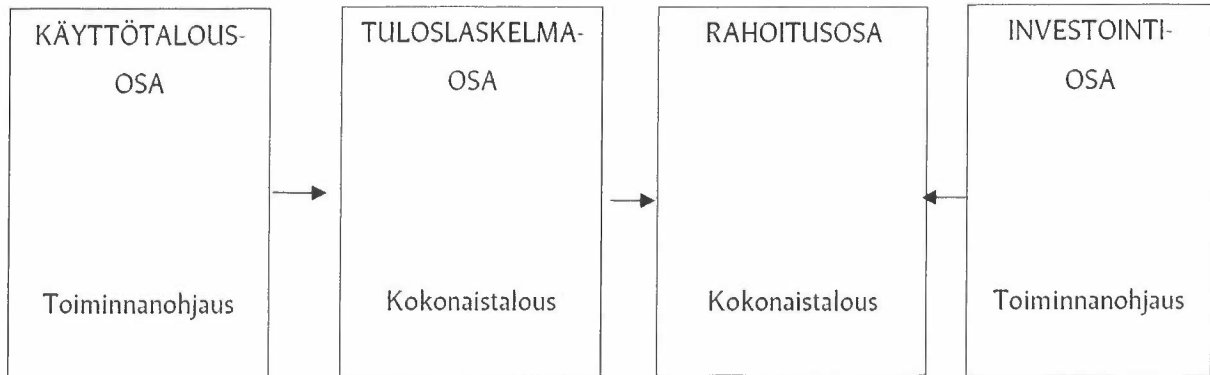 KÄYTTÖTALOUS-
OSA
Toiminnanohjaus
TULOSLASKELMA-
OSA
Kokonaistalous
RAHOITUSOSA
Kokonaistalous
INVESTOINTI-
OSA
Toiminnanohjaus